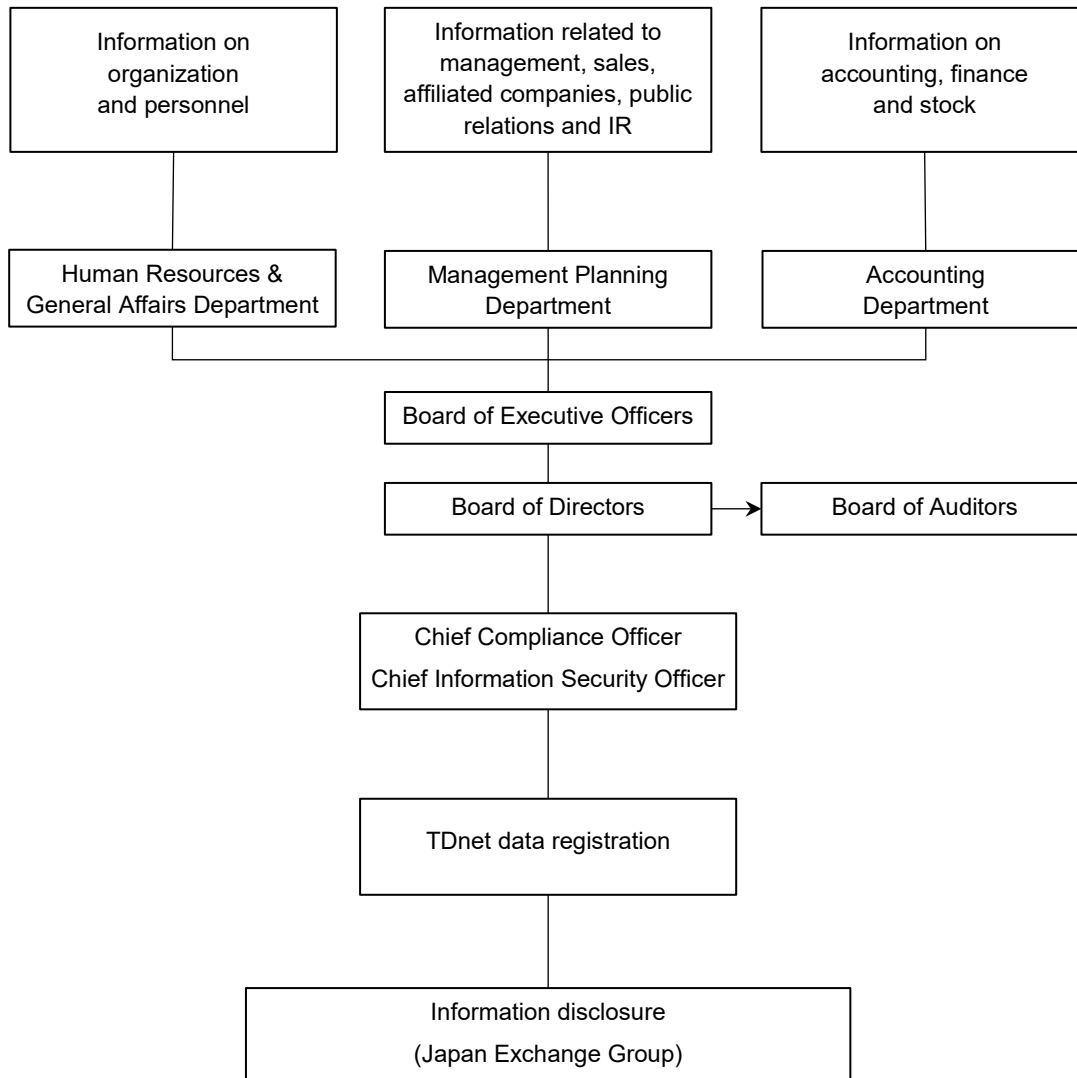 Information on
organization
and personnel
Information related to
management, sales,
affiliated companies, public
relations and IR
Information on
accounting, finance
and stock
Human Resources &
General Affairs Department
Management Planning
Department
Accounting
Department
Board of Executive Officers
Board of Directors
Board of Auditors
Chief Compliance Officer
Chief Information Security Officer
TDnet data registration
Information disclosure
(Japan Exchange Group)